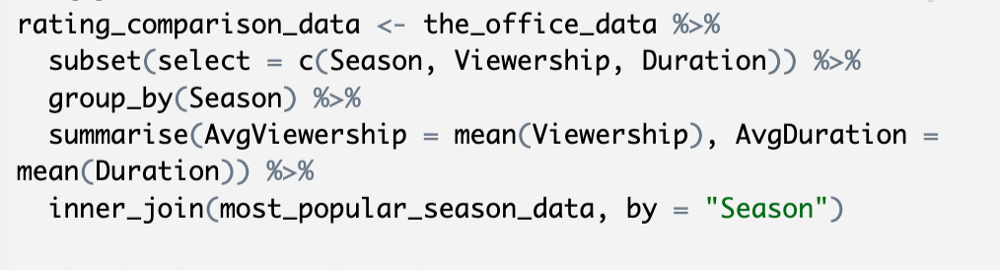 rating_comparison_data <- the_office_data %>%
  subset(select = c(Season, Viewership, Duration)) %>%
  group_by(Season) %>%
  summarise(AvgViewership = mean(Viewership), AvgDuration =
mean(Duration)) %>%
  inner_join(most_popular_season_data, by = "Season")